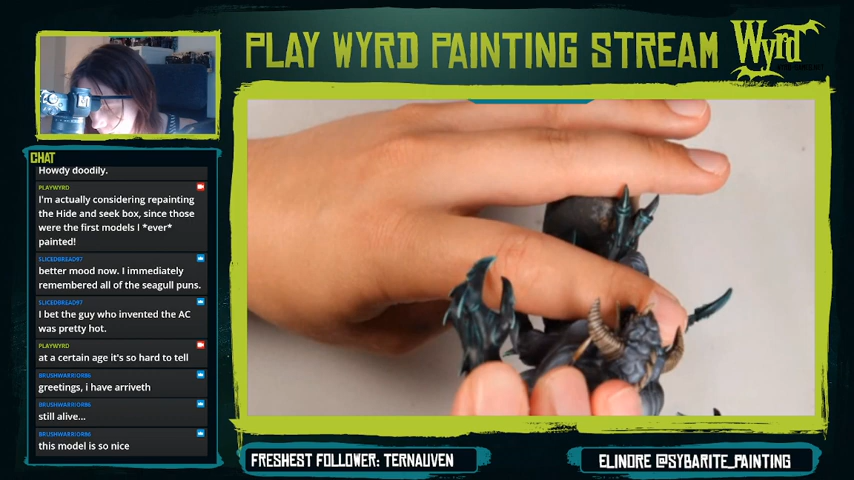 PLAY WYRD PAINTING STREAM
Wyrd
CHAT
Howdy doodily.
PLAYWYRD
I'm actually considering repainting
the Hide and seek box, since those
were the first models I *ever*
painted!
SLICEDBREAD97
better mood now. I immediately
remembered all of the seagull puns.
SLICEDBREAD97
I bet the guy who invented the AC
was pretty hot.
PLAYWYRD
at a certain age it's so hard to tell
BRUSHWARRIOR86
greetings, i have arriveth
BRUSHWARRIOR86
still alive...
BRUSHWARRIOR86
this model is so nice
FRESHEST FOLLOWER: TERNAUVEN
ELINORE @SYBARITE_PAINTING